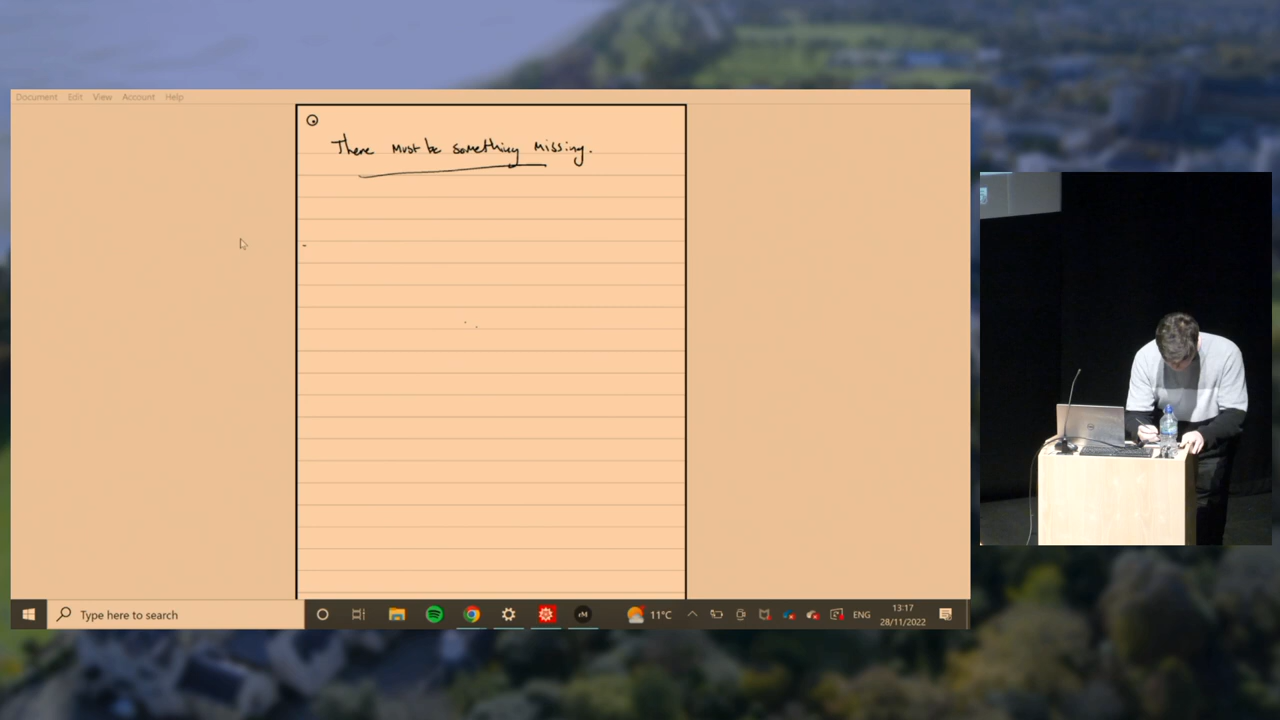 Document Edit View Account Help
There must be something missing.
Type here to search
rM
11°C
ENG
13:17
28/11/2022